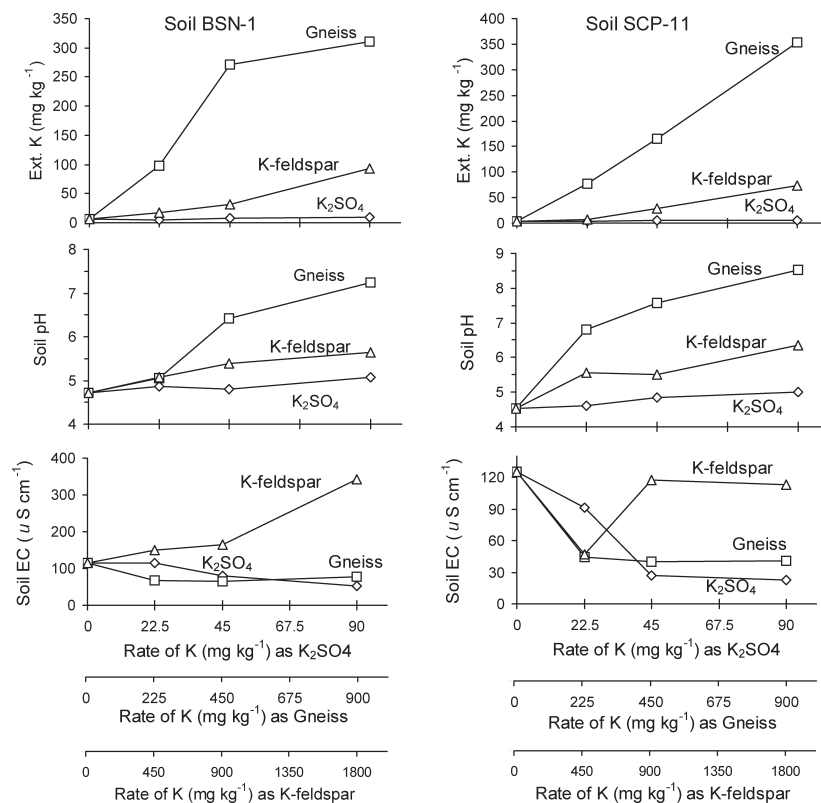 Soil BSN-1
350
300
250
200
150
100
50
0
Ext. K (mg kg⁻¹)
Gneiss
K-feldspar
K₂SO₄
8
7
6
5
4
Soil pH
Gneiss
K-feldspar
K₂SO₄
400
300
200
100
0
Soil EC ( u S cm⁻¹)
K-feldspar
K₂SO₄
Gneiss
0 22.5 45 67.5 90
Rate of K (mg kg⁻¹) as K₂SO4
0 225 450 675 900
Rate of K (mg kg⁻¹) as Gneiss
0 450 900 1350 1800
Rate of K (mg kg⁻¹) as K-feldspar
Soil SCP-11
400
350
300
250
200
150
100
50
0
Ext. K (mg kg⁻¹)
Gneiss
K-feldspar
K₂SO₄
9
8
7
6
5
4
Soil pH
Gneiss
K-feldspar
K₂SO₄
120
90
60
30
0
Soil EC ( u S cm⁻¹)
K-feldspar
Gneiss
K₂SO₄
0 22.5 45 67.5 90
Rate of K (mg kg⁻¹) as K₂SO4
0 225 450 675 900
Rate of K (mg kg⁻¹) as Gneiss
0 450 900 1350 1800
Rate of K (mg kg⁻¹) as K-feldspar